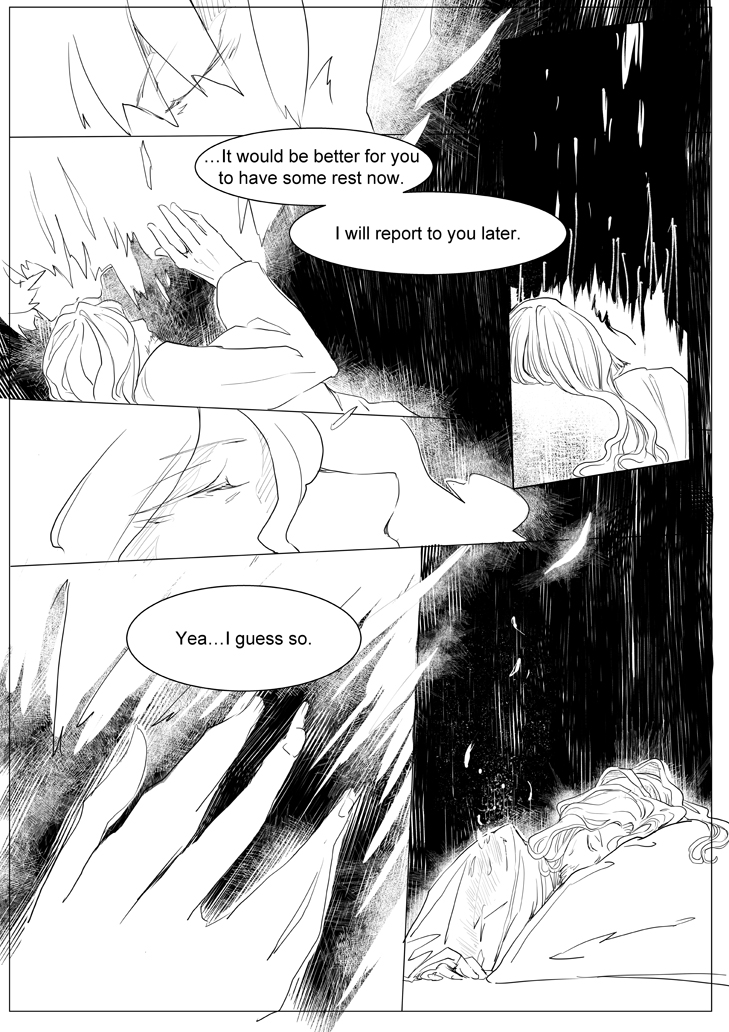 …It would be better for you
to have some rest now.
I will report to you later.
Yea…I guess so.